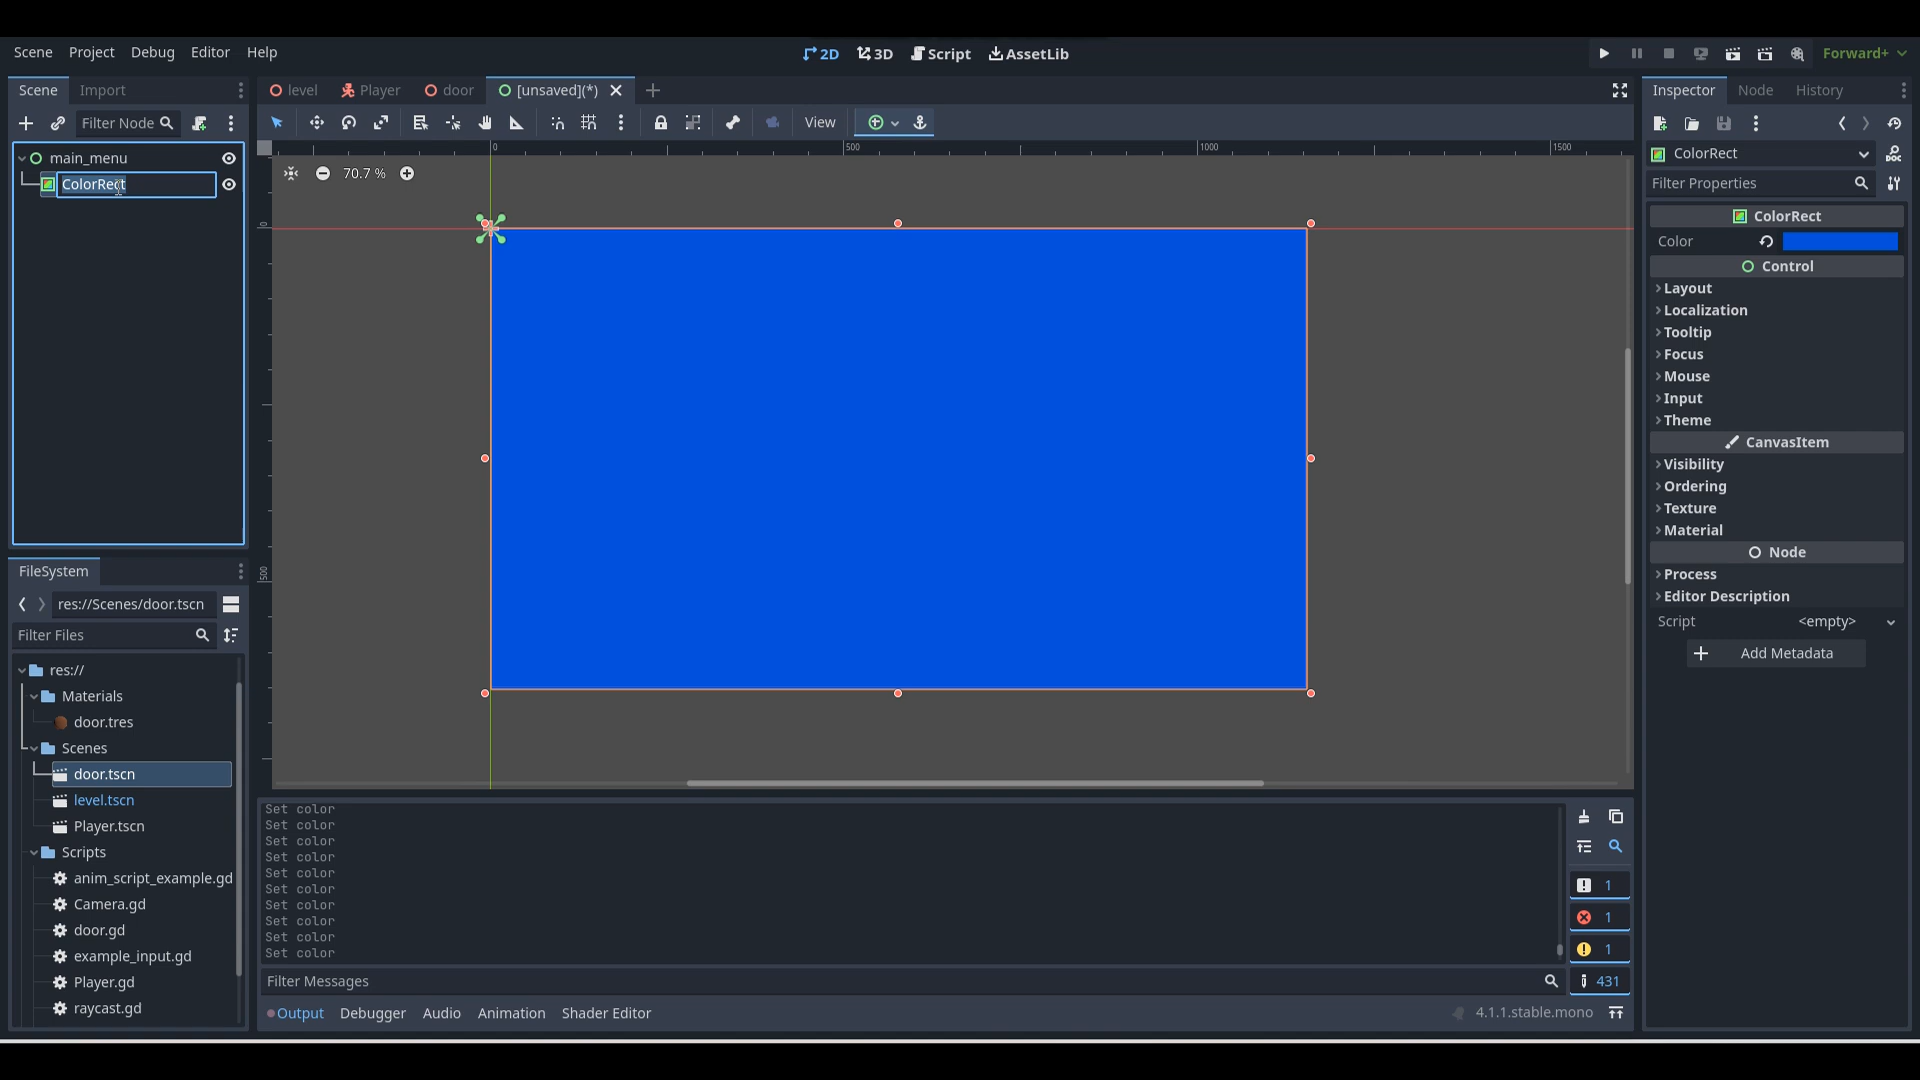 Scene Project Debug Editor Help
2D 3D Script AssetLib
Forward+
Scene Import
level Player door [unsaved](*)
Inspector Node History
Filter Node
View
main_menu
ColorRect
0 500 1000 1500
70.7 %
0
500
ColorRect
Filter Properties
ColorRect
Color
Control
Layout
Localization
Tooltip
Focus
Mouse
Input
Theme
CanvasItem
Visibility
Ordering
Texture
Material
Node
Process
Editor Description
Script <empty>
Add Metadata
FileSystem
res://Scenes/door.tscn
Filter Files
res://
Materials
door.tres
Scenes
door.tscn
level.tscn
Player.tscn
Scripts
anim_script_example.gd
Camera.gd
door.gd
example_input.gd
Player.gd
raycast.gd
Set color
Set color
Set color
Set color
Set color
Set color
Set color
Set color
Set color
Set color
1
1
1
431
Filter Messages
Output Debugger Audio Animation Shader Editor
4.1.1.stable.mono